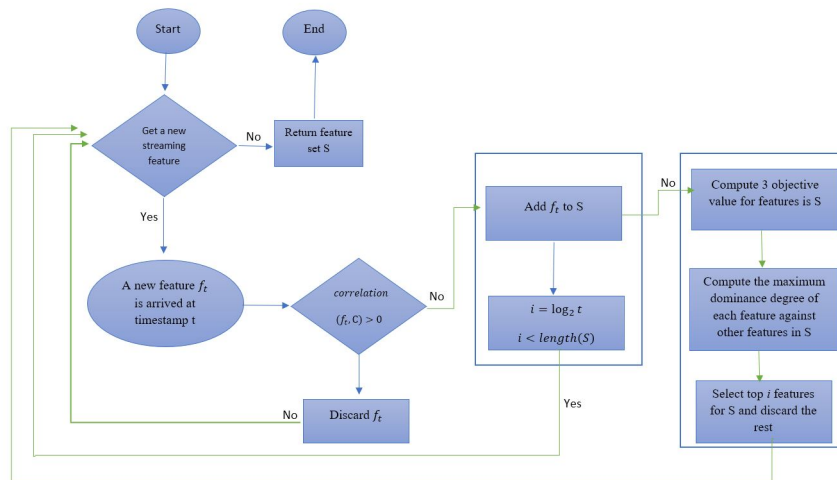 Start
End
Get a new
streaming
feature
No
Return feature
set S
Yes
A new feature f_t
is arrived at
timestamp t
correlation
(f_t, C) > 0
No
Discard f_t
No
Add f_t to S
i = log₂ t
i < length(S)
Yes
No
Compute 3 objective
value for features is S
Compute the maximum
dominance degree of
each feature against
other features in S
Select top i features
for S and discard the
rest